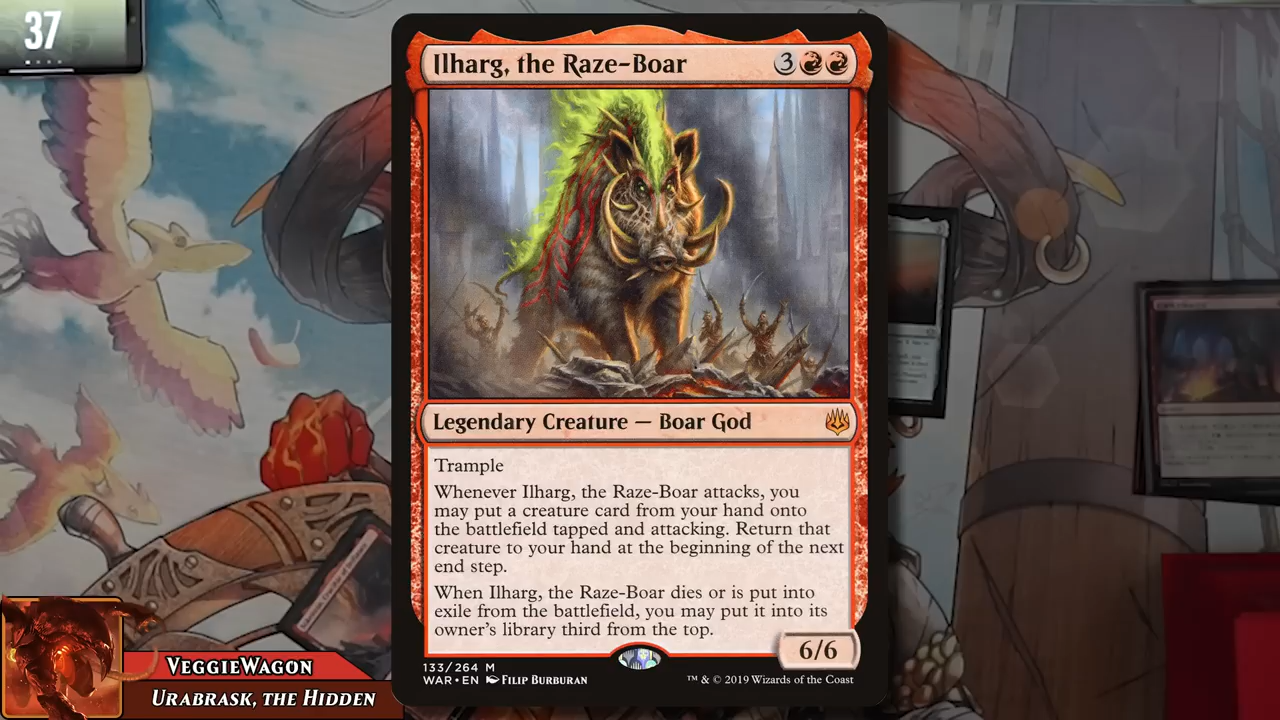 37
Ilharg, the Raze-Boar
3
Legendary Creature — Boar God
Trample
Whenever Ilharg, the Raze-Boar attacks, you
may put a creature card from your hand onto
the battlefield tapped and attacking. Return that
creature to your hand at the beginning of the next
end step.
When Ilharg, the Raze-Boar dies or is put into
exile from the battlefield, you may put it into its
owner's library third from the top.
6/6
133/264 M
WAR • EN Filip Burburan
™ & © 2019 Wizards of the Coast
VeggieWagon
Urabrask, the Hidden